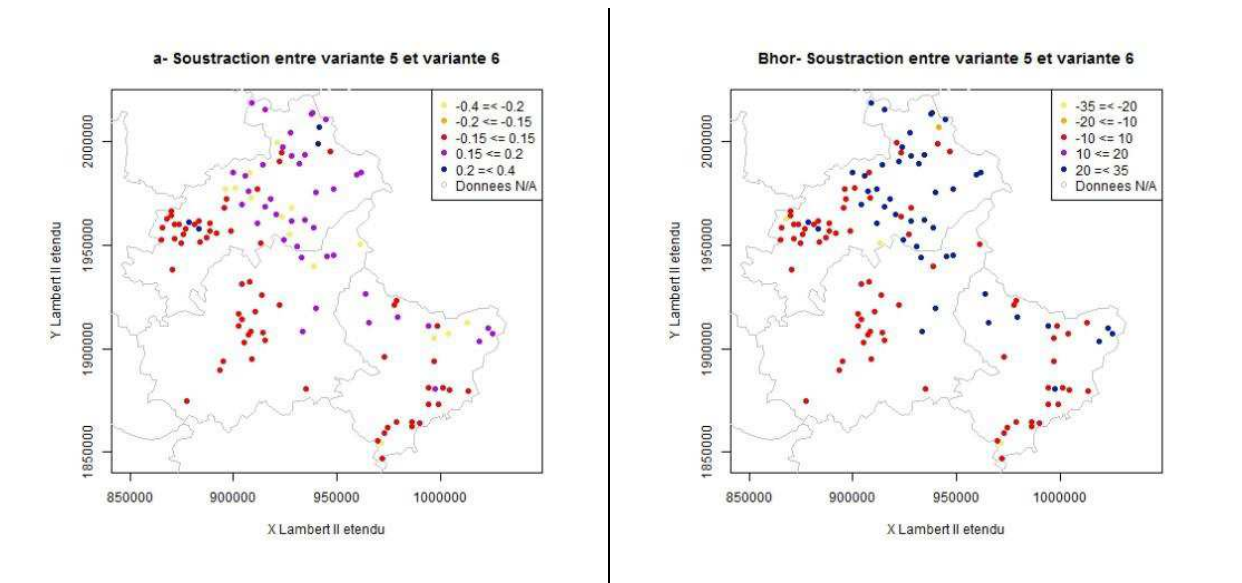 a- Soustraction entre variante 5 et variante 6
-0.4 =< -0.2
-0.2 <= -0.15
-0.15 <= 0.15
0.15 <= 0.2
0.2 =< 0.4
Donnees N/A
Y Lambert II etendu
2000000
1950000
1900000
1850000
850000 900000 950000 1000000
X Lambert II etendu
Bhor- Soustraction entre variante 5 et variante 6
-35 =< -20
-20 <= -10
-10 <= 10
10 <= 20
20 =< 35
Donnees N/A
Y Lambert II etendu
2000000
1950000
1900000
1850000
850000 900000 950000 1000000
X Lambert II etendu